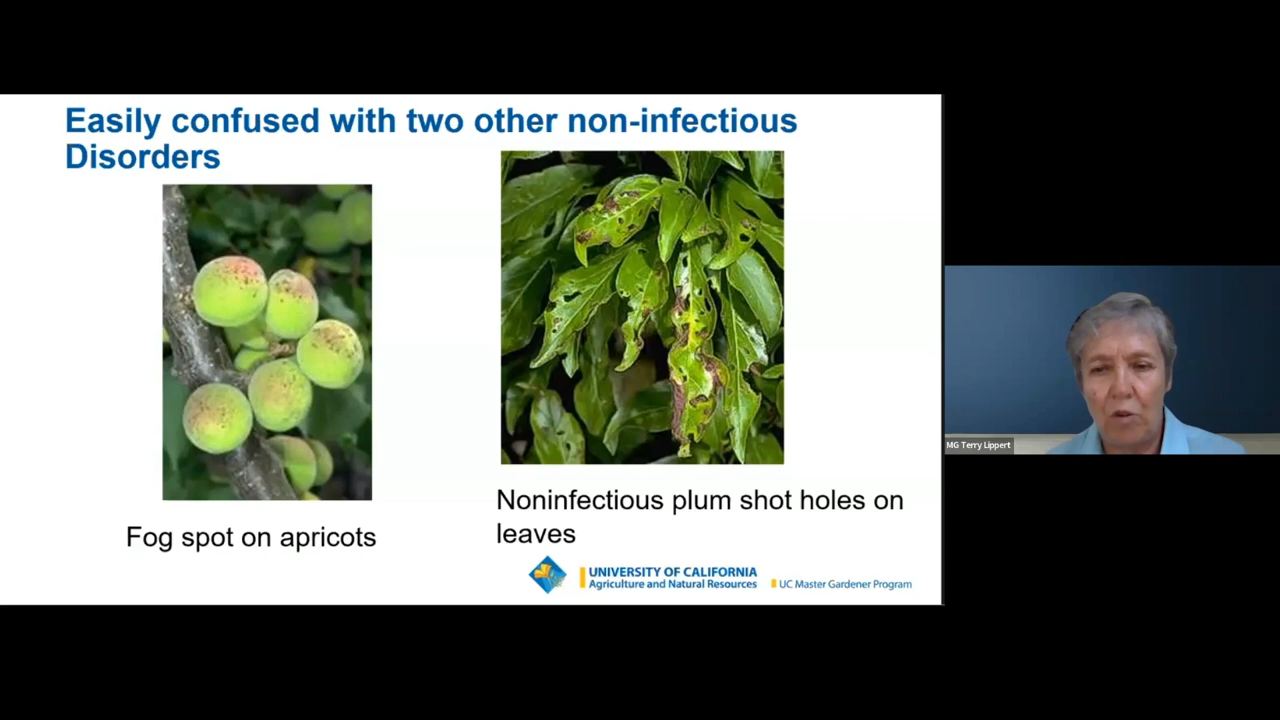 Easily confused with two other non-infectious
Disorders
Fog spot on apricots
Noninfectious plum shot holes on
leaves
UNIVERSITY OF CALIFORNIA
Agriculture and Natural Resources
UC Master Gardener Program
MG Terry Lippert